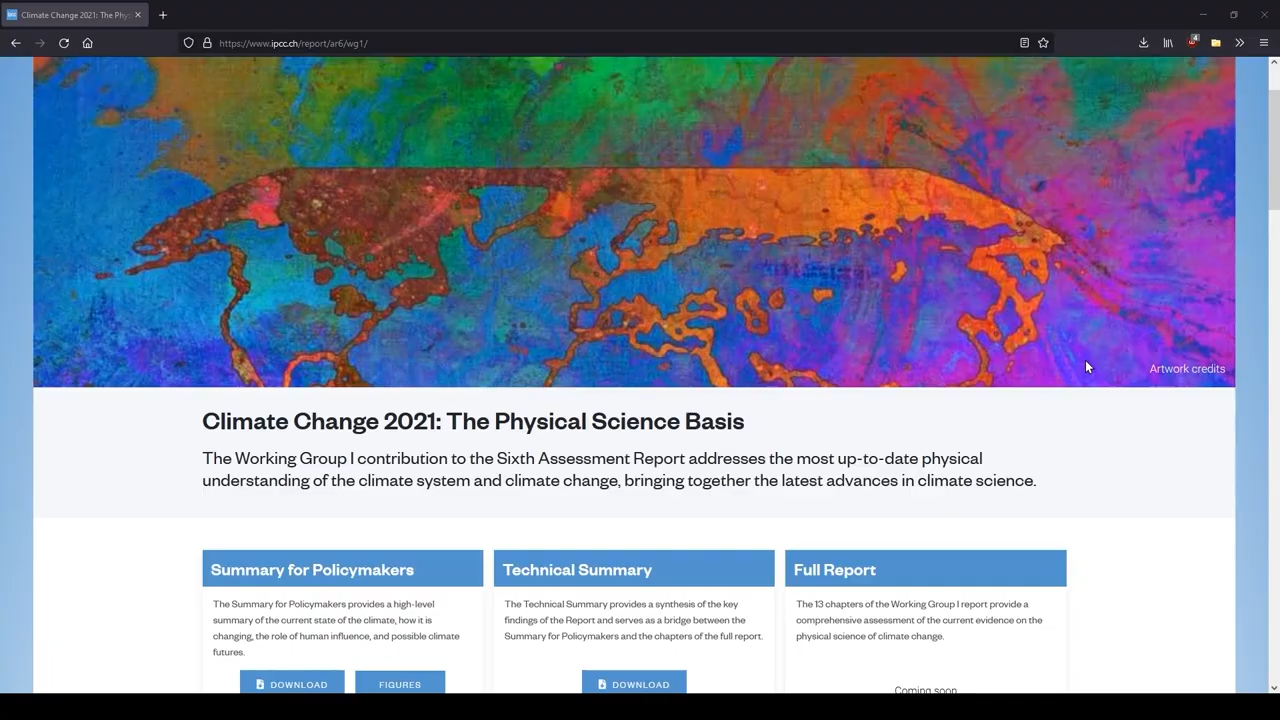 Climate Change 2021: The Phys
https://www.ipcc.ch/report/ar6/wg1/
4
Artwork credits
Climate Change 2021: The Physical Science Basis
The Working Group I contribution to the Sixth Assessment Report addresses the most up-to-date physical
understanding of the climate system and climate change, bringing together the latest advances in climate science.
Summary for Policymakers
The Summary for Policymakers provides a high-level
summary of the current state of the climate, how it is
changing, the role of human influence, and possible climate
futures.
DOWNLOAD FIGURES
Technical Summary
The Technical Summary provides a synthesis of the key
findings of the Report and serves as a bridge between the
Summary for Policymakers and the chapters of the full report.
DOWNLOAD
Full Report
The 13 chapters of the Working Group I report provide a
comprehensive assessment of the current evidence on the
physical science of climate change.
Coming soon